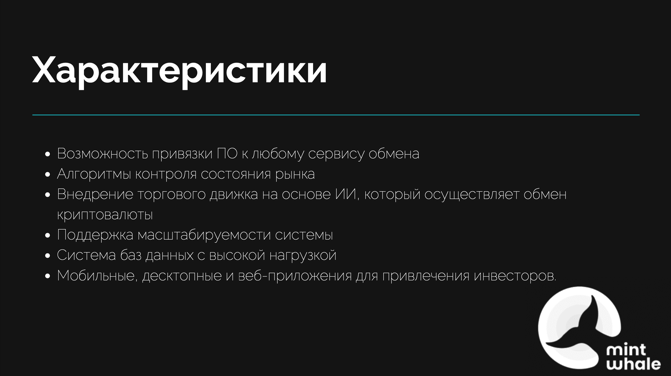 Характеристики
• Возможность привязки ПО к любому сервису обмена
• Алгоритмы контроля состояния рынка
• Внедрение торгового движка на основе ИИ, который осуществляет обмен
криптовалюты
• Поддержка масштабируемости системы
• Система баз данных с высокой нагрузкой
• Мобильные, десктопные и веб-приложения для привлечения инвесторов.
mint
whale